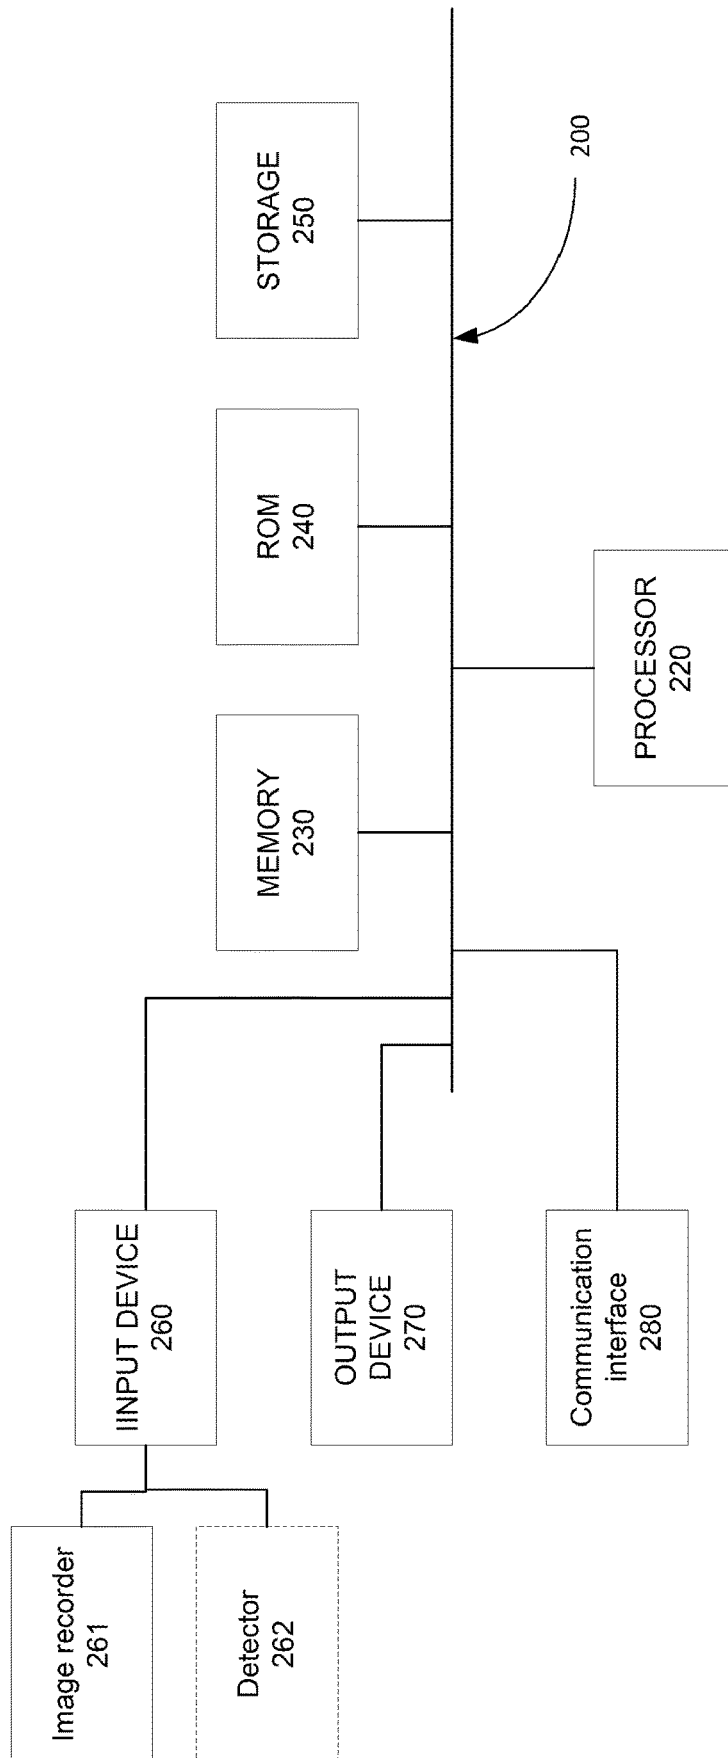 Image recorder
261
Detector
262
IINPUT DEVICE
260
OUTPUT
DEVICE
270
Communication
interface
280
MEMORY
230
ROM
240
STORAGE
250
PROCESSOR
220
200